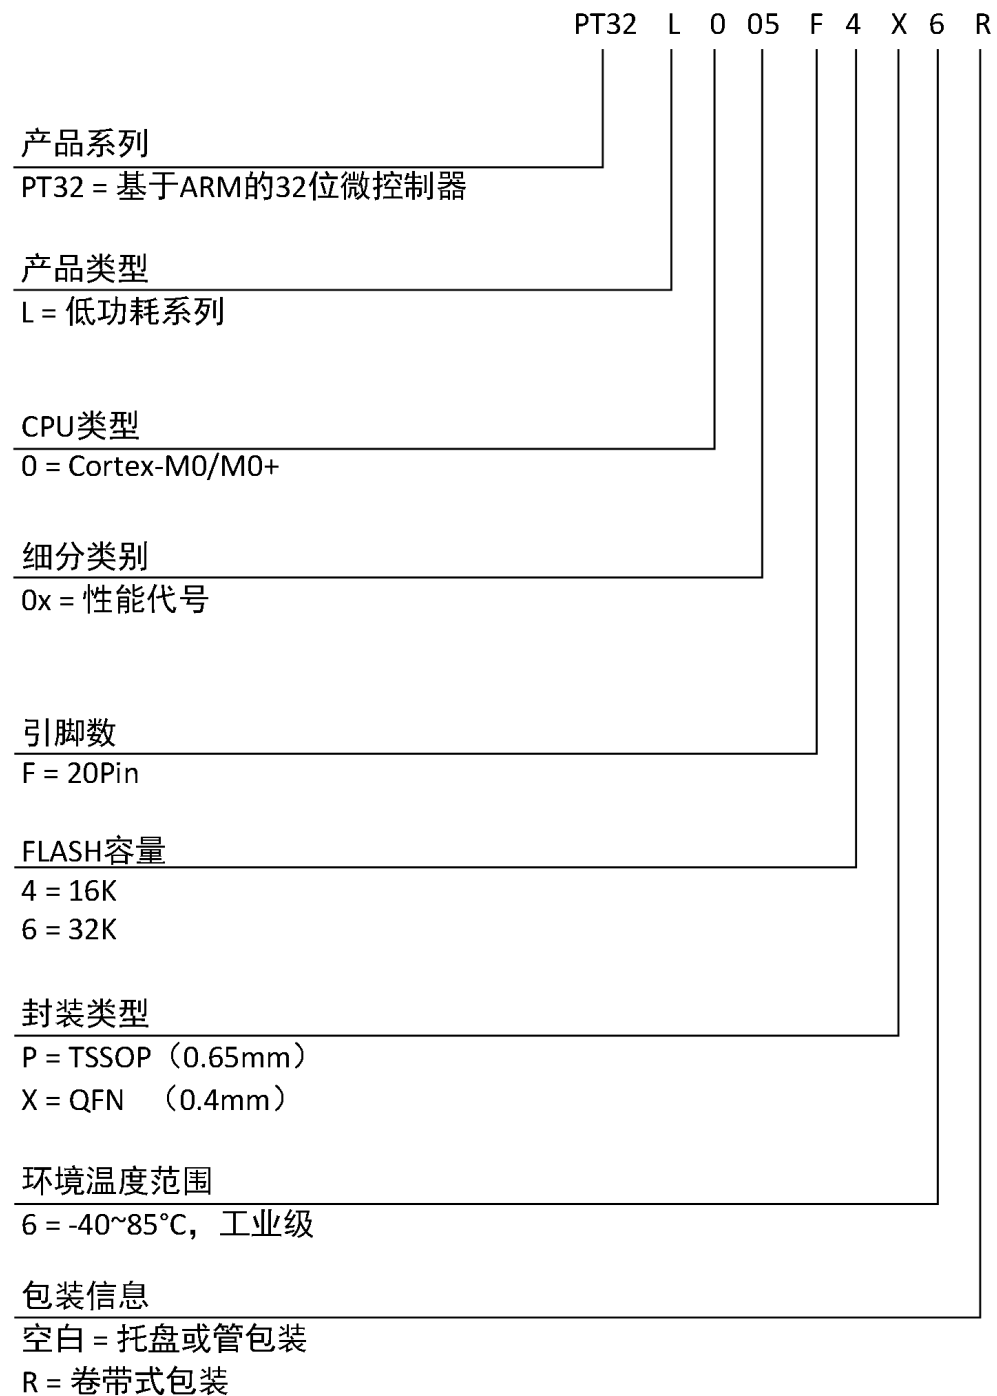 PT32 L 0 05 F 4 X 6 R
产品系列
PT32 = 基于ARM的32位微控制器
产品类型
L = 低功耗系列
CPU类型
0 = Cortex-M0/M0+
细分类别
0x = 性能代号
引脚数
F = 20Pin
FLASH容量
4 = 16K
6 = 32K
封装类型
P = TSSOP（0.65mm）
X = QFN （0.4mm）
环境温度范围
6 = -40~85°C，工业级
包装信息
空白 = 托盘或管包装
R = 卷带式包装